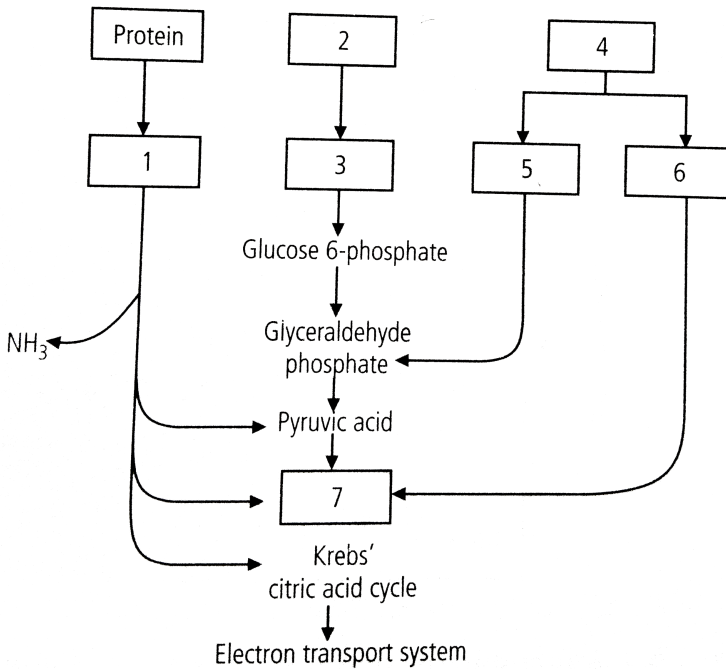 Protein
2
4
1
3
5
6
Glucose 6-phosphate
NH₃
Glyceraldehyde
phosphate
Pyruvic acid
7
Krebs'
citric acid cycle
Electron transport system